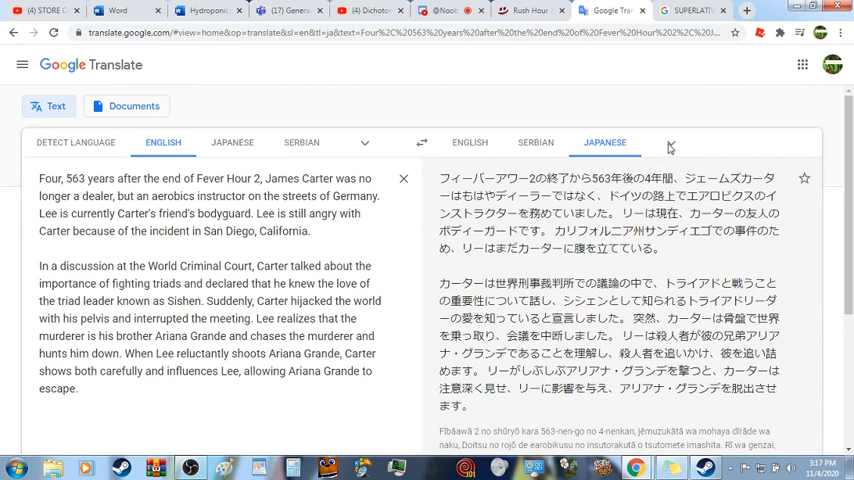 STORE C
Word
Hydroponic
(17) Genera
(4) Dichoto
@Noob
Rush Hour 3
Google Tran
SUPERLATIV
translate.google.com/#view=home&op=translate&sl=en&tl=ja&text=Four%2C%20563%20years%20after%20the%20end%20of%20Fever%20Hour%202%2C%20J...
Google Translate
Text
Documents
DETECT LANGUAGE
ENGLISH
JAPANESE
SERBIAN
ENGLISH
SERBIAN
JAPANESE
Four, 563 years after the end of Fever Hour 2, James Carter was no
longer a dealer, but an aerobics instructor on the streets of Germany.
Lee is currently Carter's friend's bodyguard. Lee is still angry with
Carter because of the incident in San Diego, California.
In a discussion at the World Criminal Court, Carter talked about the
importance of fighting triads and declared that he knew the love of
the triad leader known as Sishen. Suddenly, Carter hijacked the world
with his pelvis and interrupted the meeting. Lee realizes that the
murderer is his brother Ariana Grande and chases the murderer and
hunts him down. When Lee reluctantly shoots Ariana Grande, Carter
shows both carefully and influences Lee, allowing Ariana Grande to
escape.
フィーバーアワー2の終了から563年後の4年間、ジェームズカータ
ーはもはやディーラーではなく、ドイツの路上でエアロビクスのイ
ンストラクターを務めていました。 リーは現在、カーターの友人の
ボディーガードです。 カリフォルニア州サンディエゴでの事件のた
め、リーはまだカーターに腹を立てている。
カーターは世界刑事裁判所での議論の中で、トライアドと戦うこと
の重要性について話し、シシェンとして知られるトライアドリーダ
ーの愛を知っていると宣言しました。 突然、カーターは骨盤で世界
を乗っ取り、会議を中断しました。 リーは殺人者が彼の兄弟アリア
ナ・グランデであることを理解し、殺人者を追いかけ、彼を追い詰
めます。 リーがしぶしぶアリアナ・グランデを撃つと、カーターは
注意深く見せ、リーに影響を与え、アリアナ・グランデを脱出させ
ます。
Fībāawā 2 no shūryō kara 563-nen-go no 4-nenkan, jēmuzukātā wa mohaya dīrāde wa
naku, Doitsu no rojō de earobikusu no insutorakutā o tsutomete imashita. Rī wa genzai,
101
3:17 PM
11/4/2020